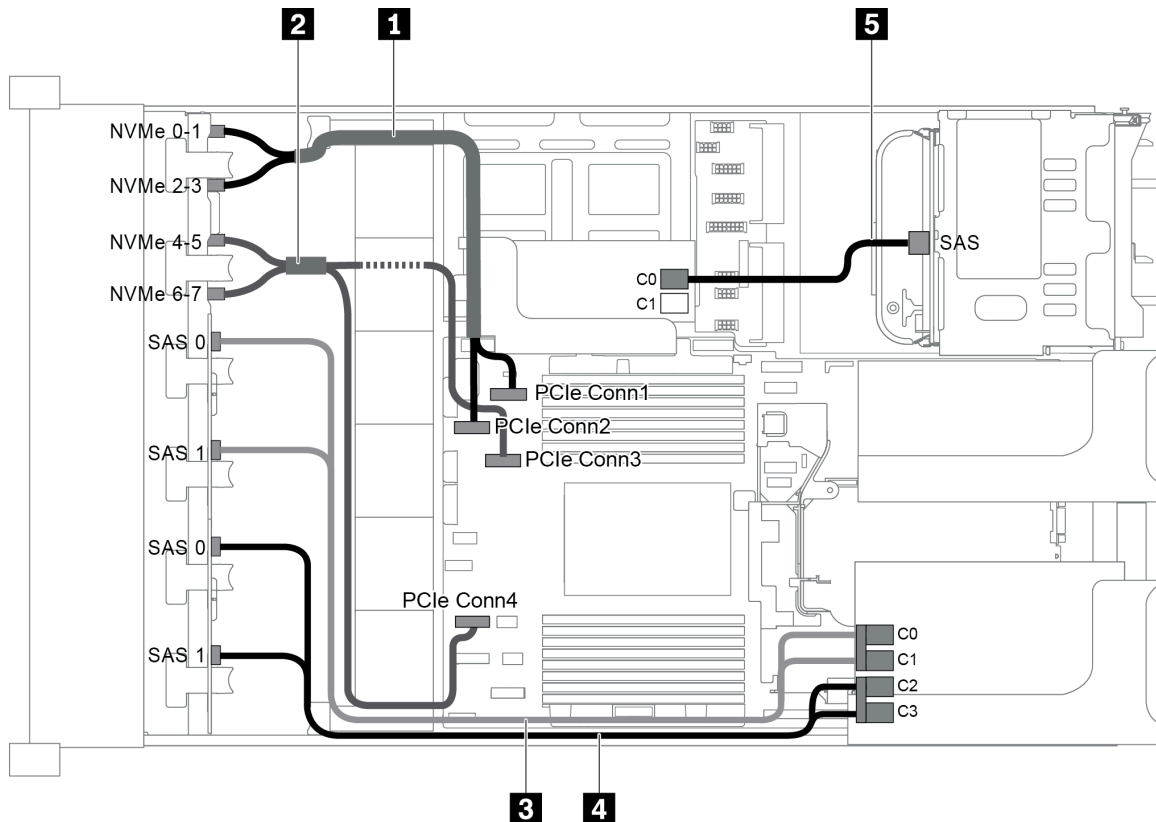 2
1
5
NVMe 0-1
NVMe 2-3
NVMe 4-5
SAS
C0
NVMe 6-7
C1
SAS 0
PCIe Conn1
PCIe Conn2
SAS 1
PCIe Conn3
SAS 0
PCIe Conn4
C0
SAS 1
C1
C2
C3
3
4